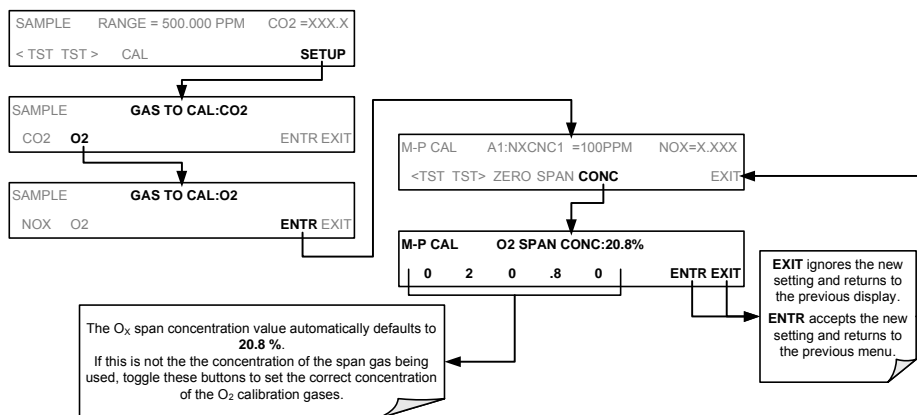 SAMPLE RANGE = 500.000 PPM CO2 =XXX.X
< TST TST > CAL SETUP
SAMPLE GAS TO CAL:CO2
CO2 O2 ENTR EXIT
SAMPLE GAS TO CAL:O2
NOX O2 ENTR EXIT
M-P CAL A1:NXCNC1 =100PPM NOX=X.XXX
<TST TST> ZERO SPAN CONC EXIT
M-P CAL O2 SPAN CONC:20.8%
0 2 0 .8 0 ENTR EXIT
EXIT ignores the new
setting and returns to
the previous display.
ENTR accepts the new
setting and returns to
the previous menu.
The OX span concentration value automatically defaults to
20.8 %.
If this is not the the concentration of the span gas being
used, toggle these buttons to set the correct concentration
of the O2 calibration gases.